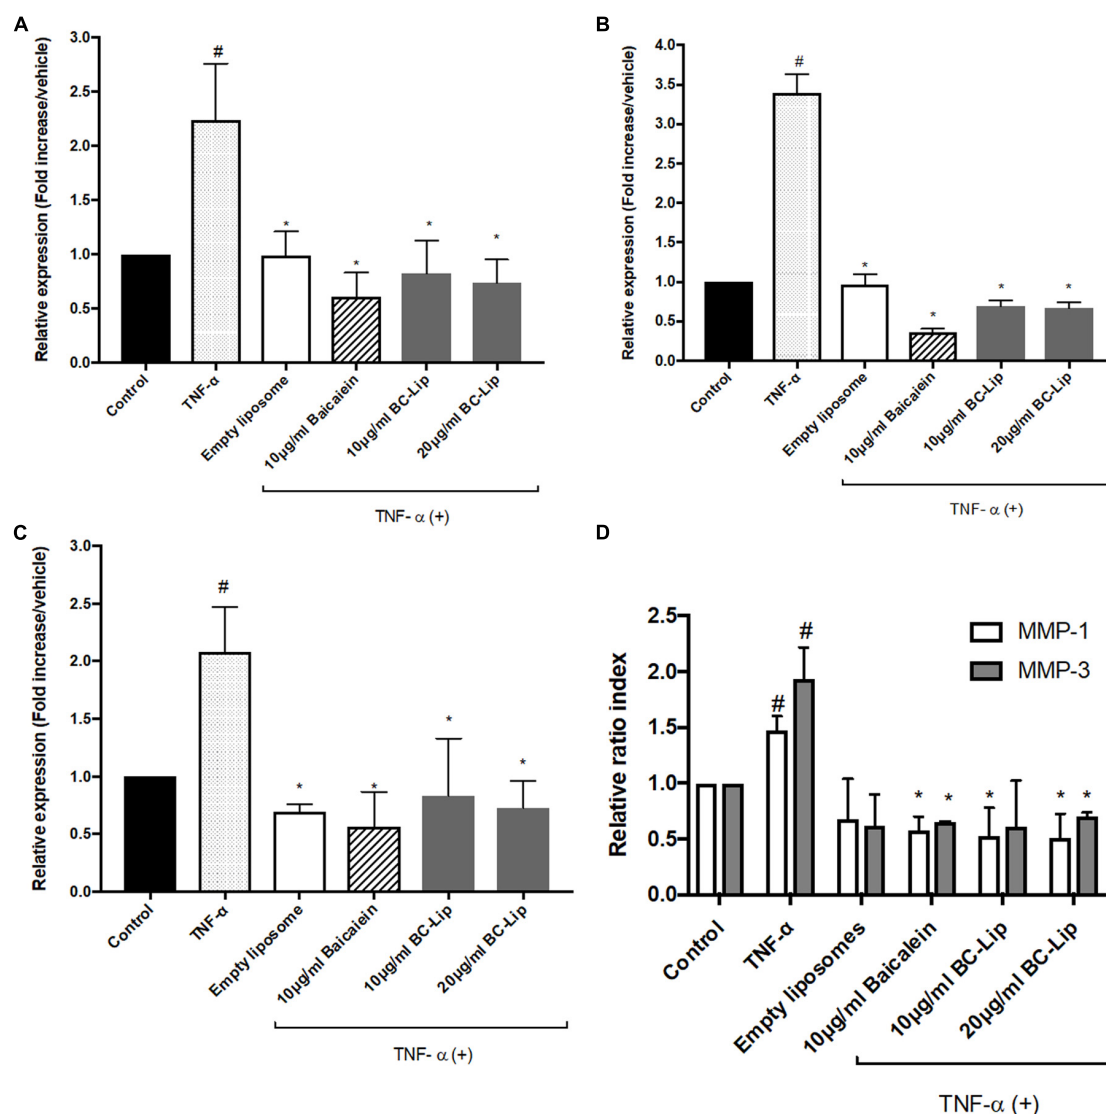 A
Relative expression (Fold increase/vehicle)
3.0
2.5
2.0
1.5
1.0
0.5
0.0
#
*
*
*
*
Control
TNF-α
Empty liposome
10µg/ml Baicalein
10µg/ml BC-Lip
20µg/ml BC-Lip
TNF- α (+)
B
Relative expression (Fold increase/vehicle)
4.0
3.5
3.0
2.5
2.0
1.5
1.0
0.5
0.0
#
*
*
*
*
Control
TNF-α
Empty liposome
10µg/ml Baicalein
10µg/ml BC-Lip
20µg/ml BC-Lip
TNF- α (+)
C
Relative expression (Fold increase/vehicle)
3.0
2.5
2.0
1.5
1.0
0.5
0.0
#
*
*
*
*
Control
TNF-α
Empty liposome
10µg/ml Baicalein
10µg/ml BC-Lip
20µg/ml BC-Lip
TNF- α (+)
D
Relative ratio index
2.5
2.0
1.5
1.0
0.5
0.0
MMP-1
MMP-3
# #
* * * * *
Control
TNF-α
Empty liposomes
10µg/ml Baicalein
10µg/ml BC-Lip
20µg/ml BC-Lip
TNF-α (+)